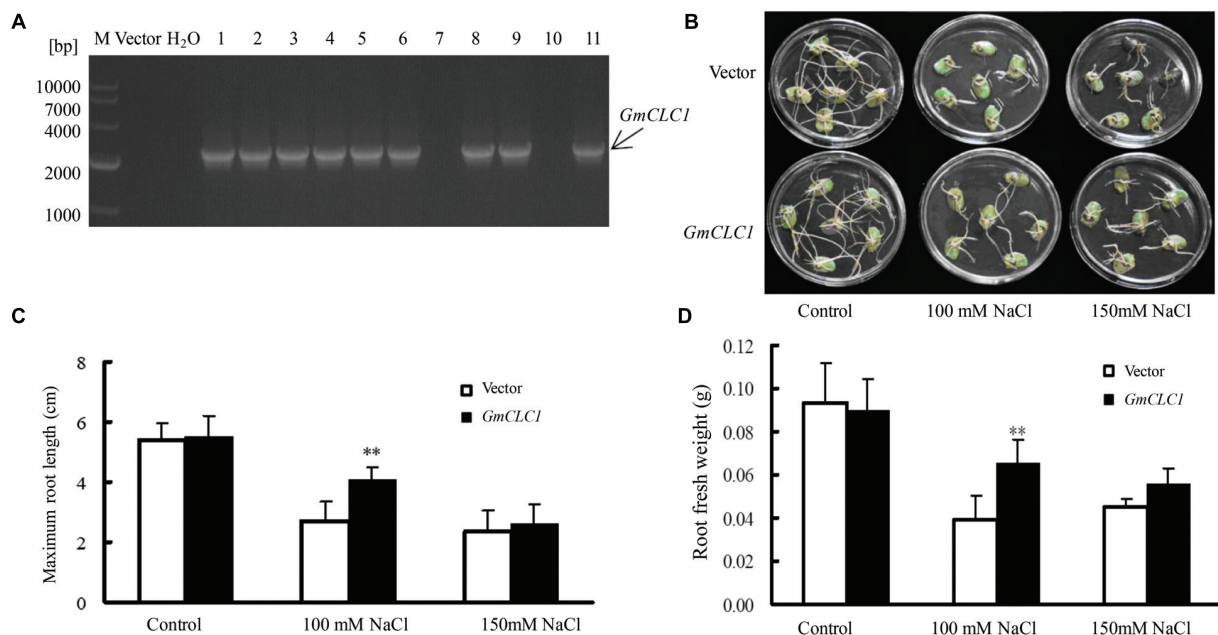 A
[bp]
M Vector H₂O 1 2 3 4 5 6 7 8 9 10 11
10000
7000
4000
2000
1000
GmCLC1
B
Vector
GmCLC1
Control 100 mM NaCl 150mM NaCl
C
Maximum root length (cm)
8
6
4
2
0
Vector
GmCLC1
**
Control 100 mM NaCl 150mM NaCl
D
Root fresh weight (g)
0.12
0.10
0.08
0.06
0.04
0.02
0.00
Vector
GmCLC1
**
Control 100 mM NaCl 150mM NaCl